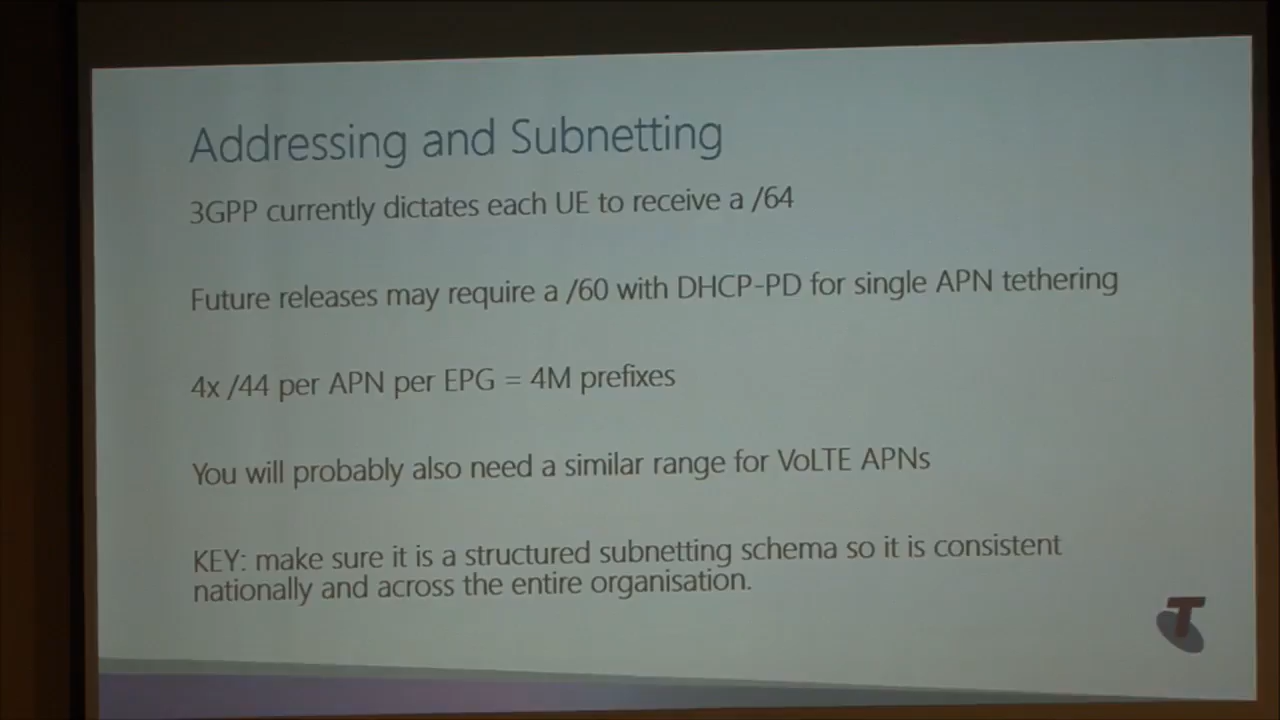 Addressing and Subnetting
3GPP currently dictates each UE to receive a /64
Future releases may require a /60 with DHCP-PD for single APN tethering
4x /44 per APN per EPG = 4M prefixes
You will probably also need a similar range for VoLTE APNs
KEY: make sure it is a structured subnetting schema so it is consistent
nationally and across the entire organisation.
T